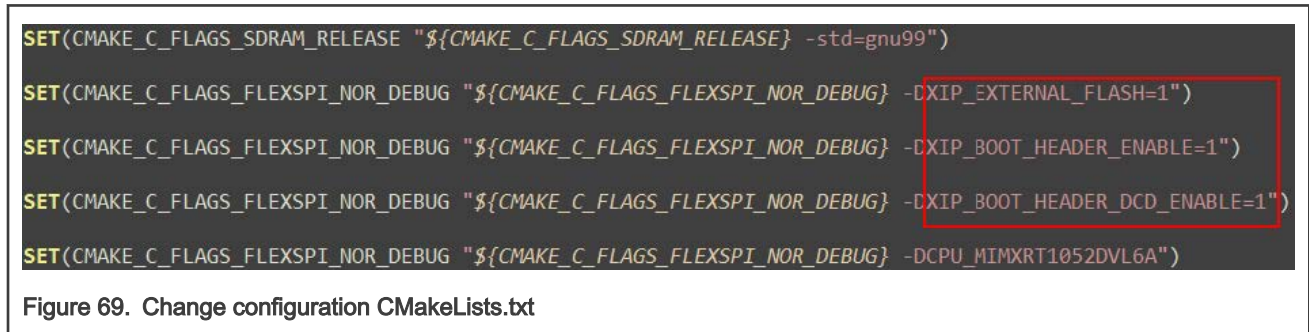 SET(CMAKE_C_FLAGS_SDRAM_RELEASE "${CMAKE_C_FLAGS_SDRAM_RELEASE} -std=gnu99")
SET(CMAKE_C_FLAGS_FLEXSPI_NOR_DEBUG "${CMAKE_C_FLAGS_FLEXSPI_NOR_DEBUG} -DXIP_EXTERNAL_FLASH=1")
SET(CMAKE_C_FLAGS_FLEXSPI_NOR_DEBUG "${CMAKE_C_FLAGS_FLEXSPI_NOR_DEBUG} -DXIP_BOOT_HEADER_ENABLE=1")
SET(CMAKE_C_FLAGS_FLEXSPI_NOR_DEBUG "${CMAKE_C_FLAGS_FLEXSPI_NOR_DEBUG} -DXIP_BOOT_HEADER_DCD_ENABLE=1")
SET(CMAKE_C_FLAGS_FLEXSPI_NOR_DEBUG "${CMAKE_C_FLAGS_FLEXSPI_NOR_DEBUG} -DCPU_MIMXRT1052DVL6A")
Figure 69. Change configuration CMakeLists.txt